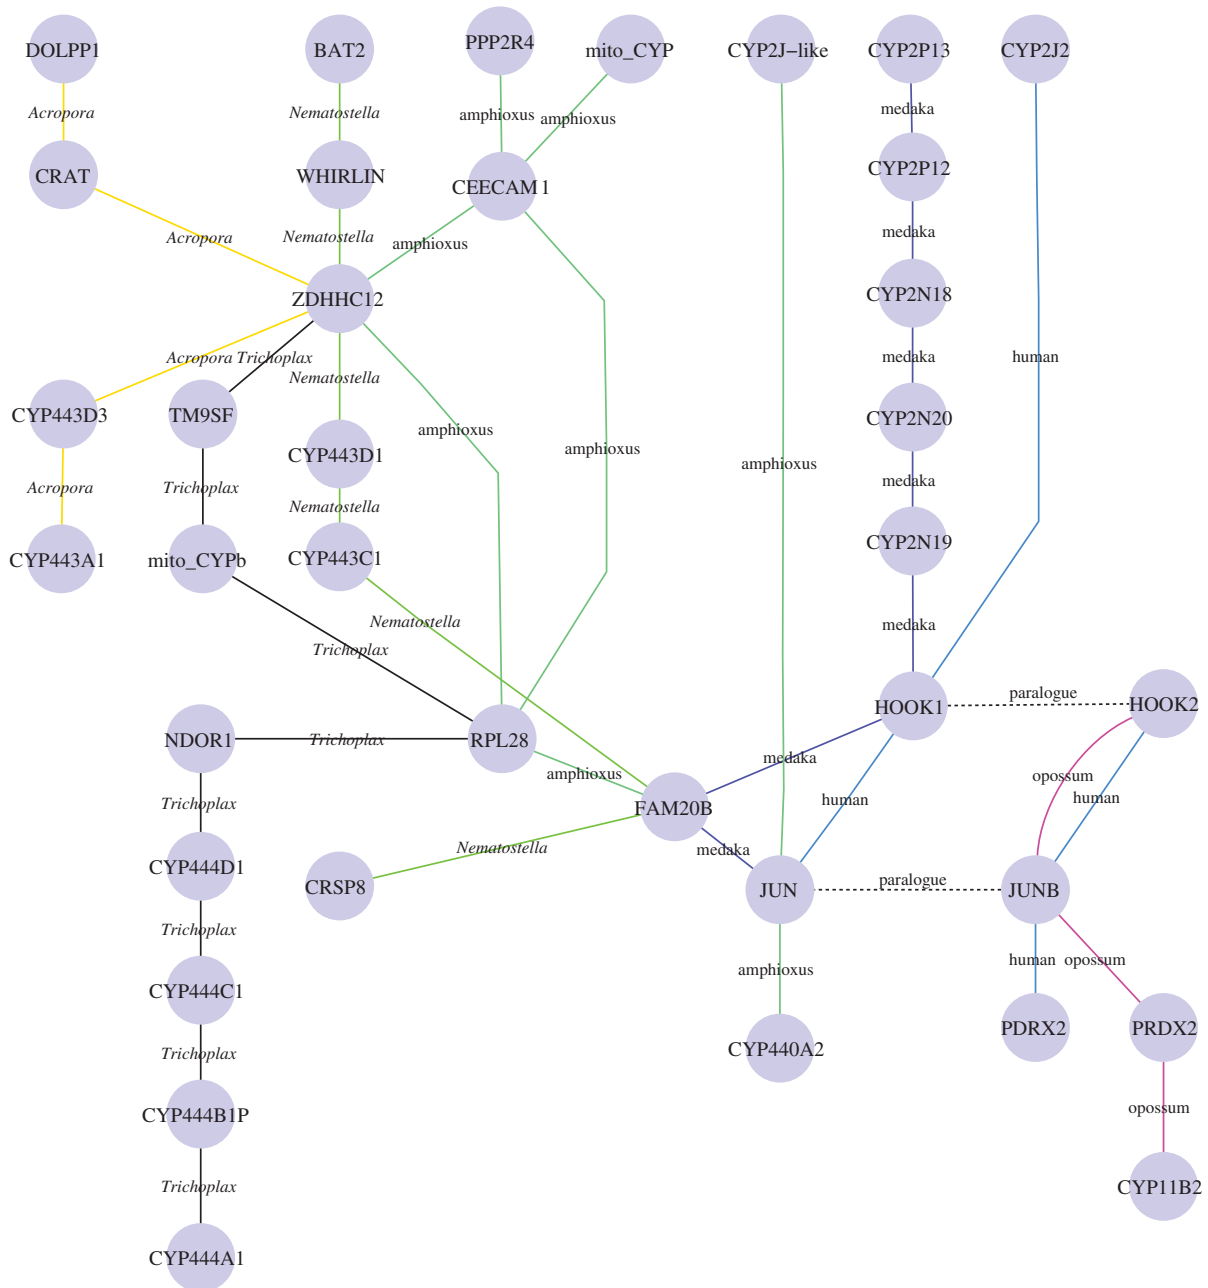 DOLPP1
BAT2
PPP2R4
mito_CYP
CYP2J–like
CYP2P13
CYP2J2
Acropora
Nematostella
amphioxus
amphioxus
medaka
CRAT
WHIRLIN
CEECAM1
CYP2P12
Acropora
Nematostella
amphioxus
medaka
ZDHHC12
CYP2N18
Acropora
Trichoplax
Nematostella
medaka
human
CYP443D3
TM9SF
CYP443D1
amphioxus
amphioxus
amphioxus
CYP2N20
Acropora
Trichoplax
Nematostella
medaka
CYP443A1
mito_CYPb
CYP443C1
CYP2N19
Nematostella
medaka
Trichoplax
HOOK1
paralogue
HOOK2
NDOR1
Trichoplax
RPL28
amphioxus
medaka
opossum
Trichoplax
FAM20B
human
human
CYP444D1
Nematostella
medaka
CRSP8
JUN
paralogue
JUNB
Trichoplax
amphioxus
human
opossum
CYP444C1
CYP440A2
PDRX2
PRDX2
Trichoplax
CYP444B1P
opossum
Trichoplax
CYP11B2
CYP444A1